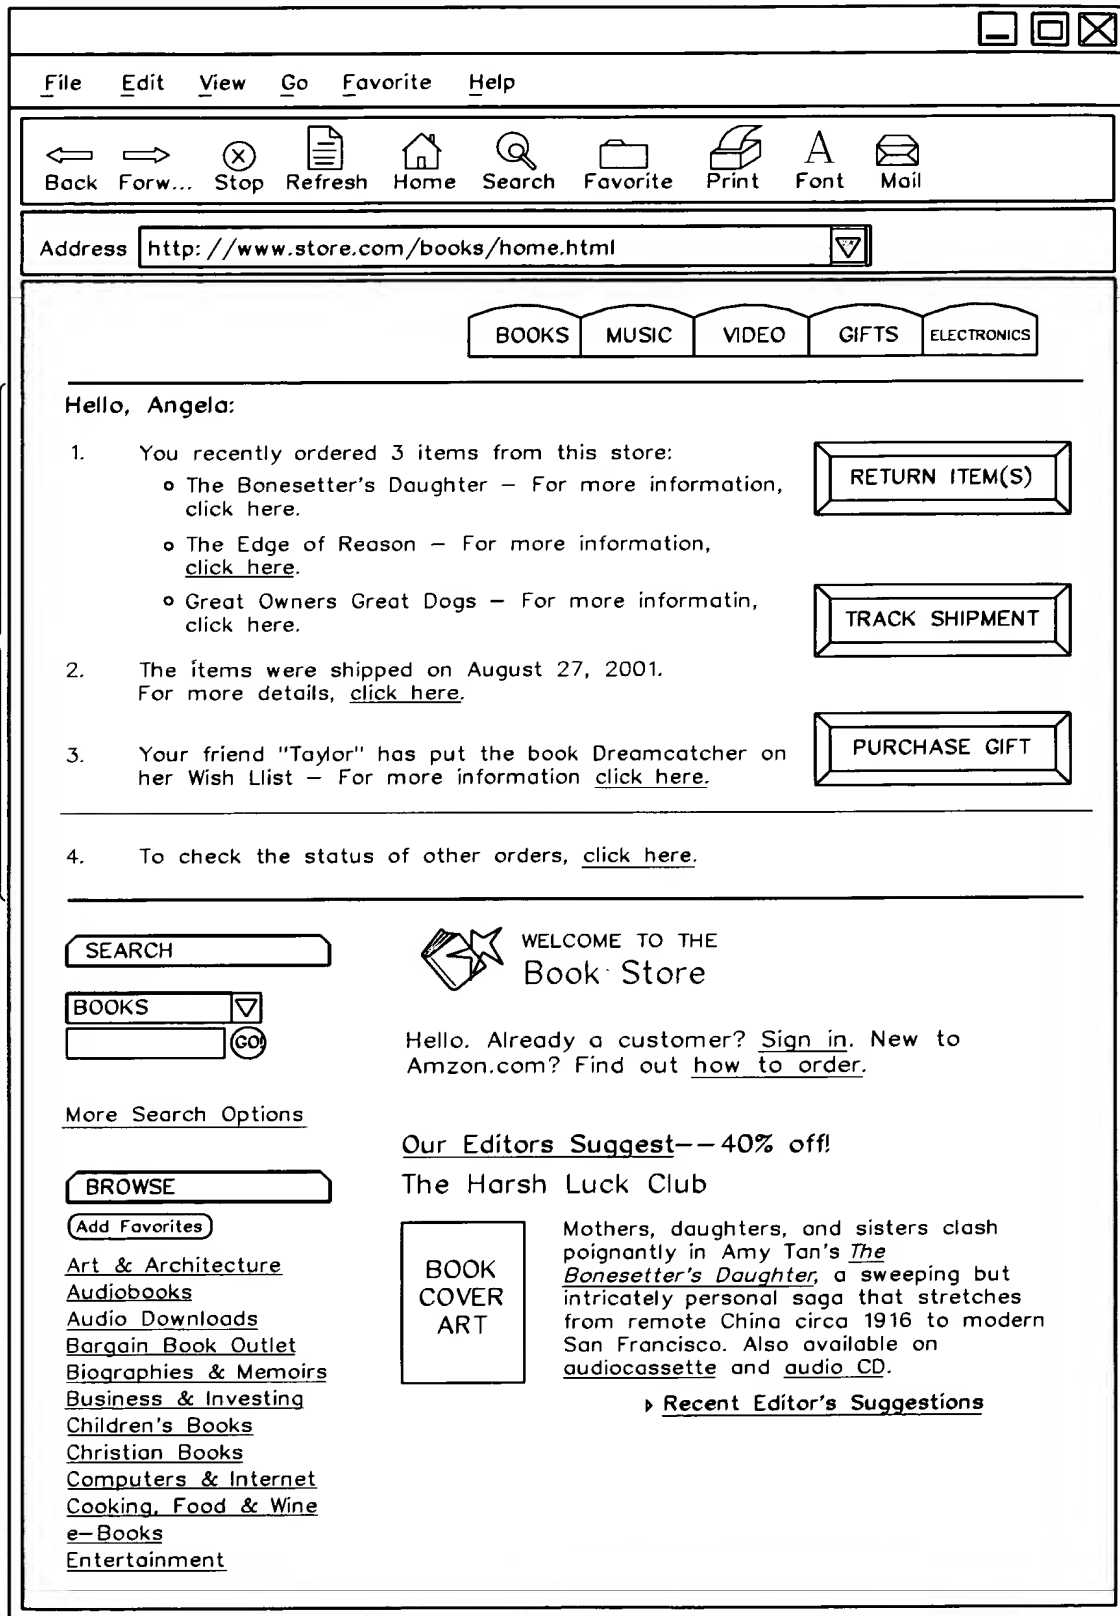 File Edit View Go Favorite Help
Back Forw... Stop Refresh Home Search Favorite Print Font Mail
Address http://www.store.com/books/home.html
BOOKS MUSIC VIDEO GIFTS ELECTRONICS
Hello, Angela:
1. You recently ordered 3 items from this store:
The Bonesetter's Daughter – For more information,
click here.
RETURN ITEM(S)
The Edge of Reason – For more information,
click here.
Great Owners Great Dogs – For more informatin,
click here.
TRACK SHIPMENT
2. The items were shipped on August 27, 2001.
For more details, click here.
3. Your friend "Taylor" has put the book Dreamcatcher on
her Wish Llist – For more information click here.
PURCHASE GIFT
4. To check the status of other orders, click here.
SEARCH
BOOKS
GO!
More Search Options
BROWSE
Add Favorites
Art & Architecture
Audiobooks
Audio Downloads
Bargain Book Outlet
Biographies & Memoirs
Business & Investing
Children's Books
Christian Books
Computers & Internet
Cooking, Food & Wine
e–Books
Entertainment
WELCOME TO THE
Book Store
Hello. Already a customer? Sign in. New to
Amzon.com? Find out how to order.
Our Editors Suggest––40% off!
The Harsh Luck Club
BOOK
COVER
ART
Mothers, daughters, and sisters clash
poignantly in Amy Tan's The
Bonesetter's Daughter, a sweeping but
intricately personal saga that stretches
from remote China circa 1916 to modern
San Francisco. Also available on
audiocassette and audio CD.
Recent Editor's Suggestions